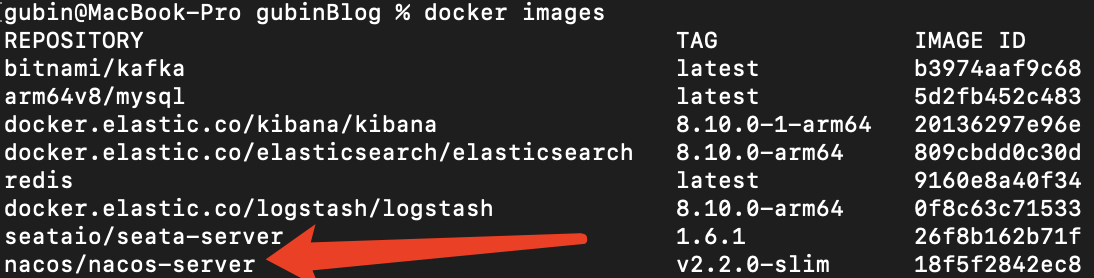 gubin@MacBook-Pro gubinBlog % docker images
REPOSITORY TAG IMAGE ID
bitnami/kafka latest b3974aaf9c68
arm64v8/mysql latest 5d2fb452c483
docker.elastic.co/kibana/kibana 8.10.0-1-arm64 20136297e96e
docker.elastic.co/elasticsearch/elasticsearch 8.10.0-arm64 809cbdd0c30d
redis latest 9160e8a40f34
docker.elastic.co/logstash/logstash 8.10.0-arm64 0f8c63c71533
seataio/seata-server 1.6.1 26f8b162b71f
nacos/nacos-server v2.2.0-slim 18f5f2842ec8